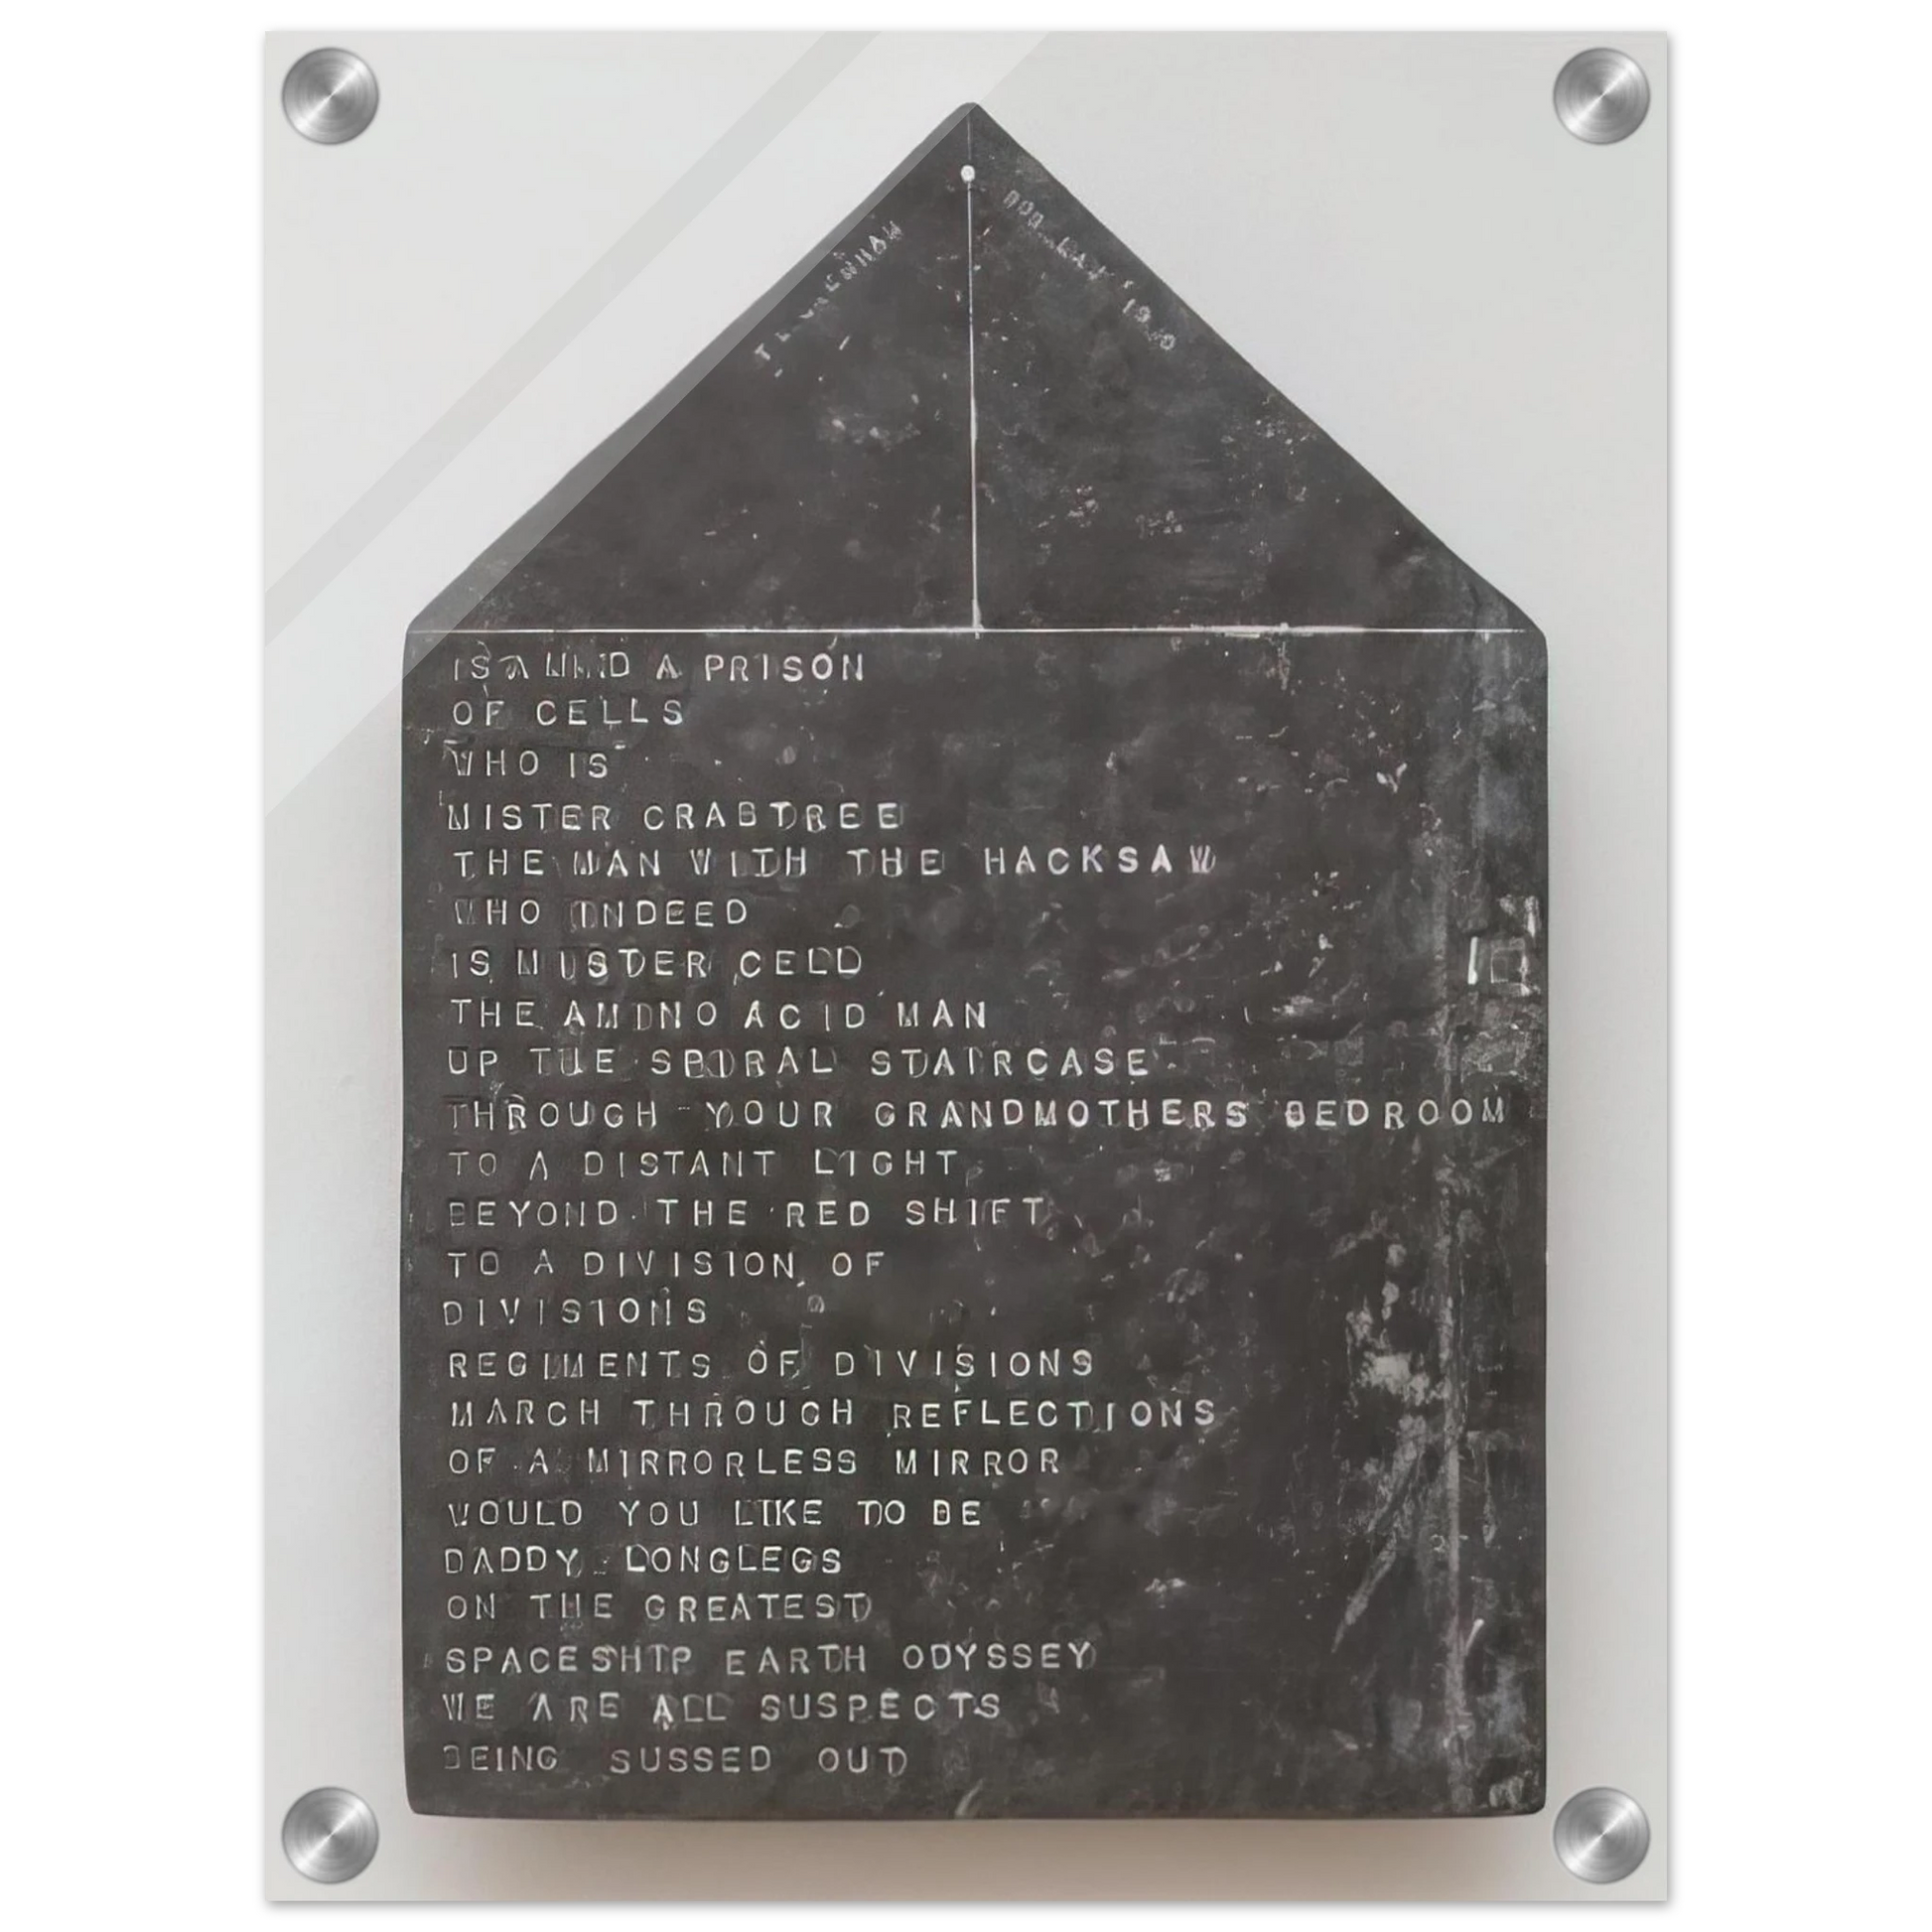 IS A MIND A PRISON
OF CELLS
WHO IS
MISTER CRABTREE
THE MAN WITH THE HACKSAW
WHO INDEED
IS MISTER CELL
THE AMINO ACID MAN
UP THE SPIRAL STAIRCASE
THROUGH YOUR GRANDMOTHERS BEDROOM
TO A DISTANT LIGHT
BEYOND THE RED SHIFT
TO A DIVISION OF
DIVISIONS
REGIMENTS OF DIVISIONS
MARCH THROUGH REFLECTIONS
OF A MIRRORLESS MIRROR
WOULD YOU LIKE TO BE
DADDY LONGLEGS
ON THE GREATEST
SPACESHIP EARTH ODYSSEY
WE ARE ALL SUSPECTS
BEING SUSSED OUT